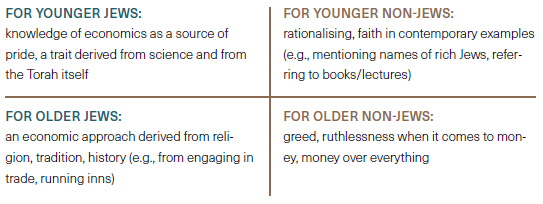 FOR YOUNGER JEWS:
knowledge of economics as a source of
pride, a trait derived from science and from
the Torah itself
FOR YOUNGER NON-JEWS:
rationalising, faith in contemporary examples
(e.g., mentioning names of rich Jews, refer-
ring to books/lectures)
FOR OLDER JEWS:
an economic approach derived from reli-
gion, tradition, history (e.g., from engaging in
trade, running inns)
FOR OLDER NON-JEWS:
greed, ruthlessness when it comes to mon-
ey, money over everything